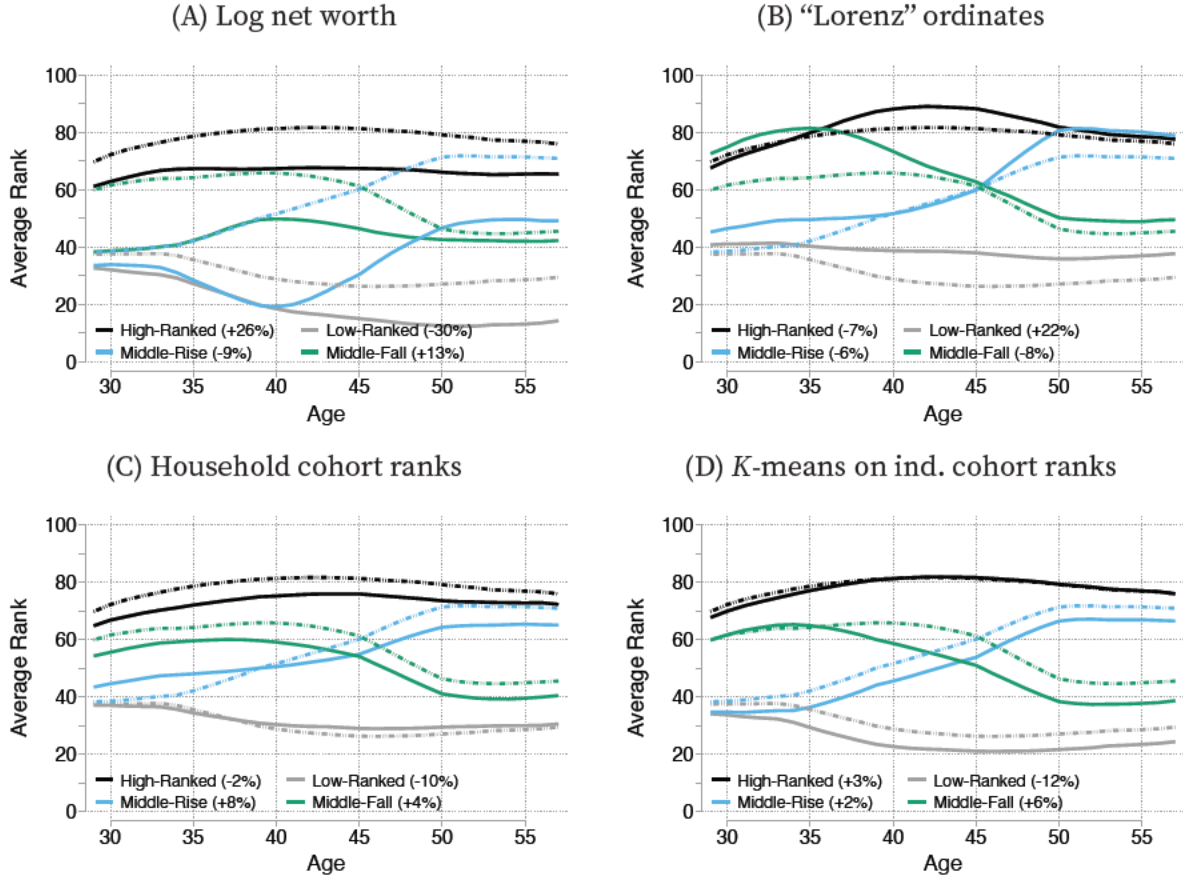 (A) Log net worth
100
80
60
40
20
0
Average Rank
High-Ranked (+26%)
Low-Ranked (-30%)
Middle-Rise (-9%)
Middle-Fall (+13%)
30 35 40 45 50 55
Age
(B) “Lorenz” ordinates
100
80
60
40
20
0
Average Rank
High-Ranked (-7%)
Low-Ranked (+22%)
Middle-Rise (-6%)
Middle-Fall (-8%)
30 35 40 45 50 55
Age
(C) Household cohort ranks
100
80
60
40
20
0
Average Rank
High-Ranked (-2%)
Low-Ranked (-10%)
Middle-Rise (+8%)
Middle-Fall (+4%)
30 35 40 45 50 55
Age
(D) K-means on ind. cohort ranks
100
80
60
40
20
0
Average Rank
High-Ranked (+3%)
Low-Ranked (-12%)
Middle-Rise (+2%)
Middle-Fall (+6%)
30 35 40 45 50 55
Age